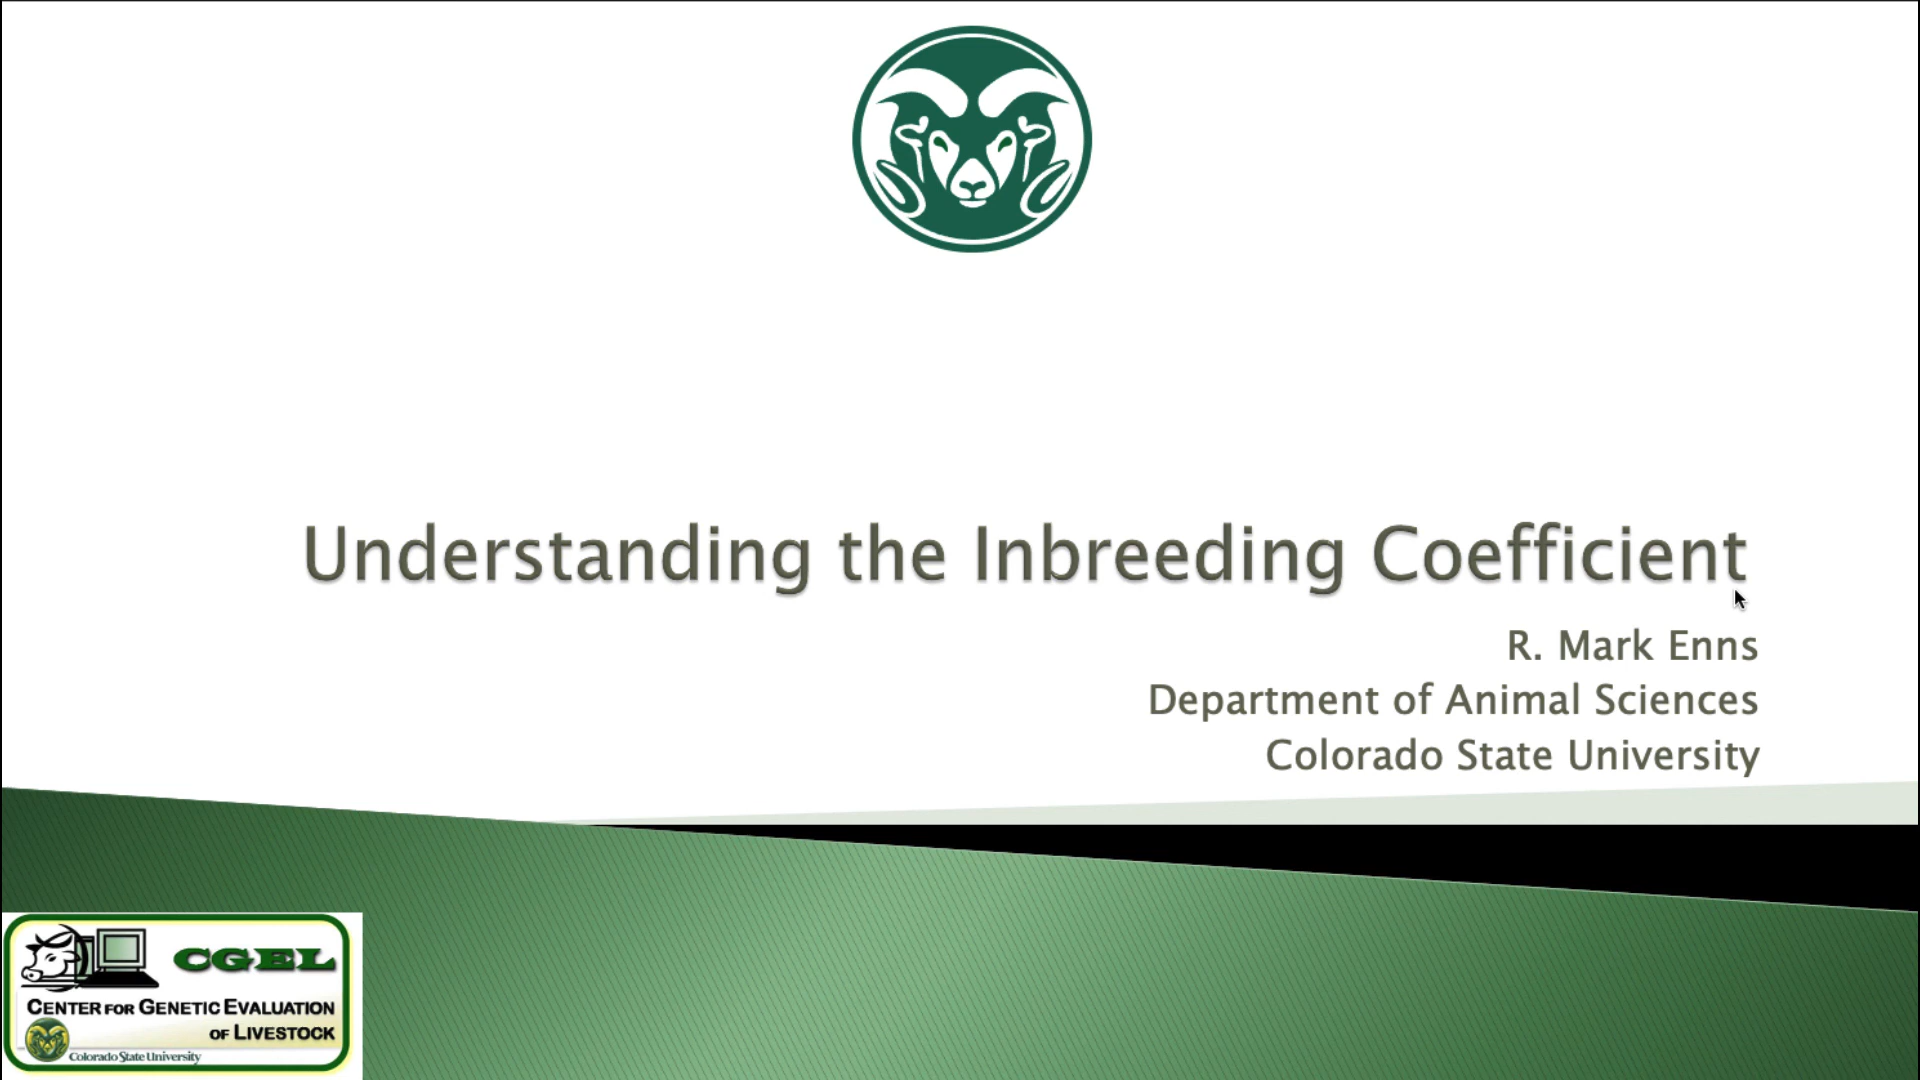 Understanding the Inbreeding Coefficient
R. Mark Enns
Department of Animal Sciences
Colorado State University
CGEL
CENTER FOR GENETIC EVALUATION
OF LIVESTOCK
Colorado State University